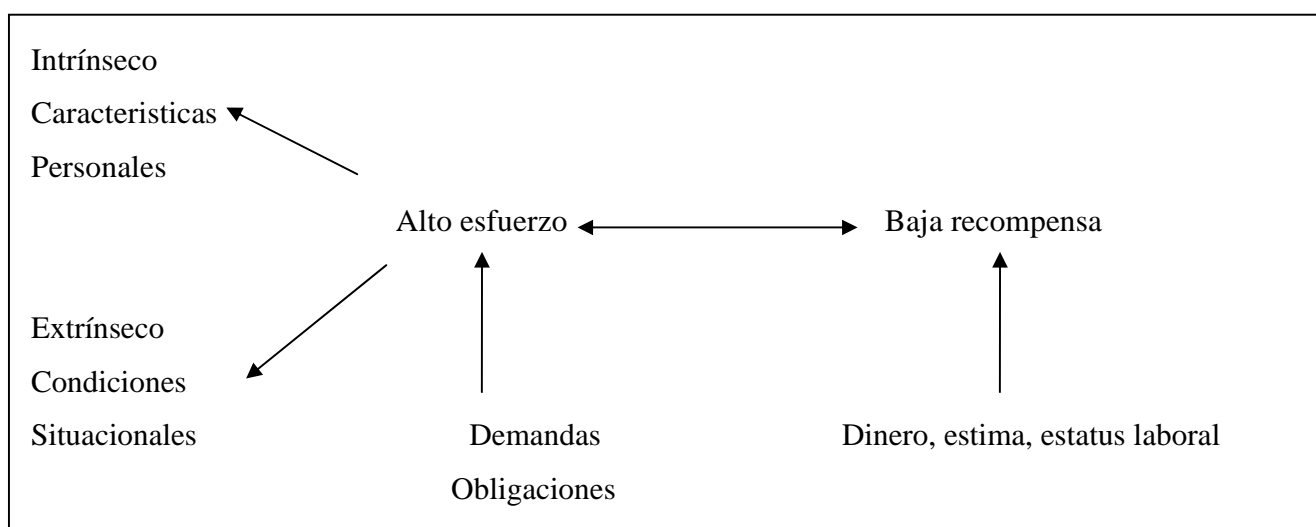 Intrínseco
Caracteristicas
Personales
Alto esfuerzo
Baja recompensa
Extrínseco
Condiciones
Situacionales
Demandas
Obligaciones
Dinero, estima, estatus laboral